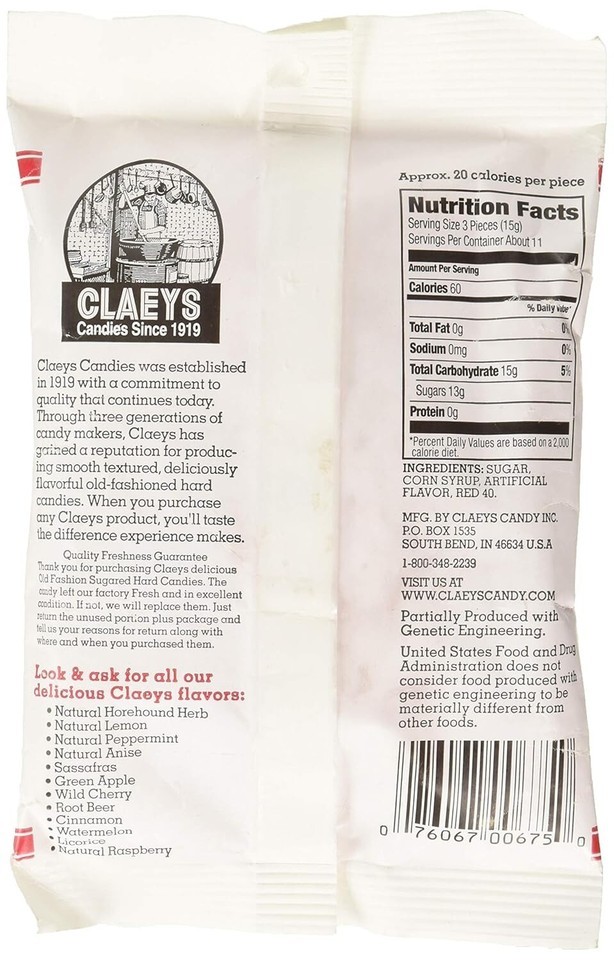 CLAEYS
Candies Since 1919
Claeys Candies was established
in 1919 with a commitment to
quality that continues today.
Through three generations of
candy makers, Claeys has
gained a reputation for produc-
ing smooth textured, deliciously
flavorful old-fashioned hard
candies. When you purchase
any Claeys product, you'll taste
the difference experience makes.
Quality Freshness Guarantee
Thank you for purchasing Claeys delicious
Old Fashion Sugared Hard Candies. The
candy left our factory Fresh and in excellent
condition. If not, we will replace them. Just
return the unused portion plus package and
tell us your reasons for return along with
where and when you purchased them.
Look & ask for all our
delicious Claeys flavors:
• Natural Horehound Herb
• Natural Lemon
• Natural Peppermint
• Natural Anise
• Sassafras
• Green Apple
• Wild Cherry
• Root Beer
• Cinnamon
• Watermelon
• Licorice
• Natural Raspberry
Approx. 20 calories per piece
Nutrition Facts
Serving Size 3 Pieces (15g)
Servings Per Container About 11
Amount Per Serving
Calories 60
% Daily Value*
Total Fat 0g 0%
Sodium 0mg 0%
Total Carbohydrate 15g 5%
Sugars 13g
Protein 0g
*Percent Daily Values are based on a 2,000
calorie diet.
INGREDIENTS: SUGAR,
CORN SYRUP, ARTIFICIAL
FLAVOR, RED 40.
MFG. BY CLAEYS CANDY INC.
P.O. BOX 1535
SOUTH BEND, IN 46634 U.S.A
1-800-348-2239
VISIT US AT
WWW.CLAEYSCANDY.COM
Partially Produced with
Genetic Engineering.
United States Food and Drug
Administration does not
consider food produced with
genetic engineering to be
materially different from
other foods.
0 76067 00675 0